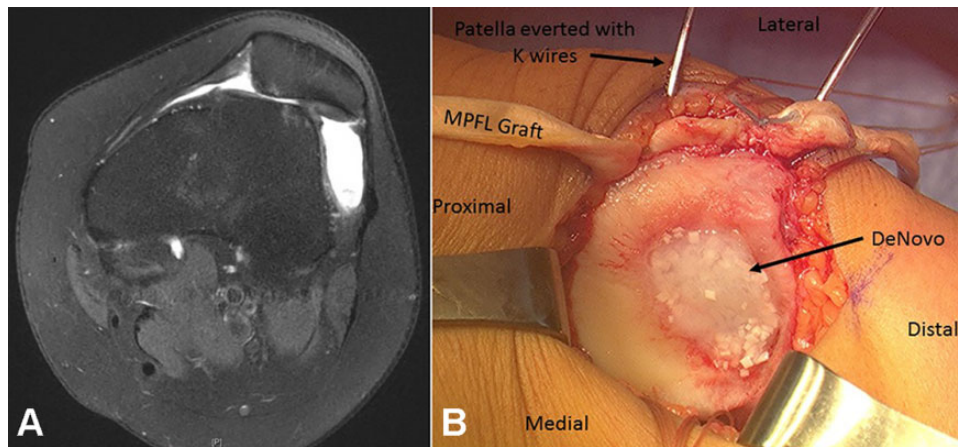 A
[P]
B
Patella everted with
K wires
Lateral
MPFL Graft
Proximal
DeNovo
Distal
Medial